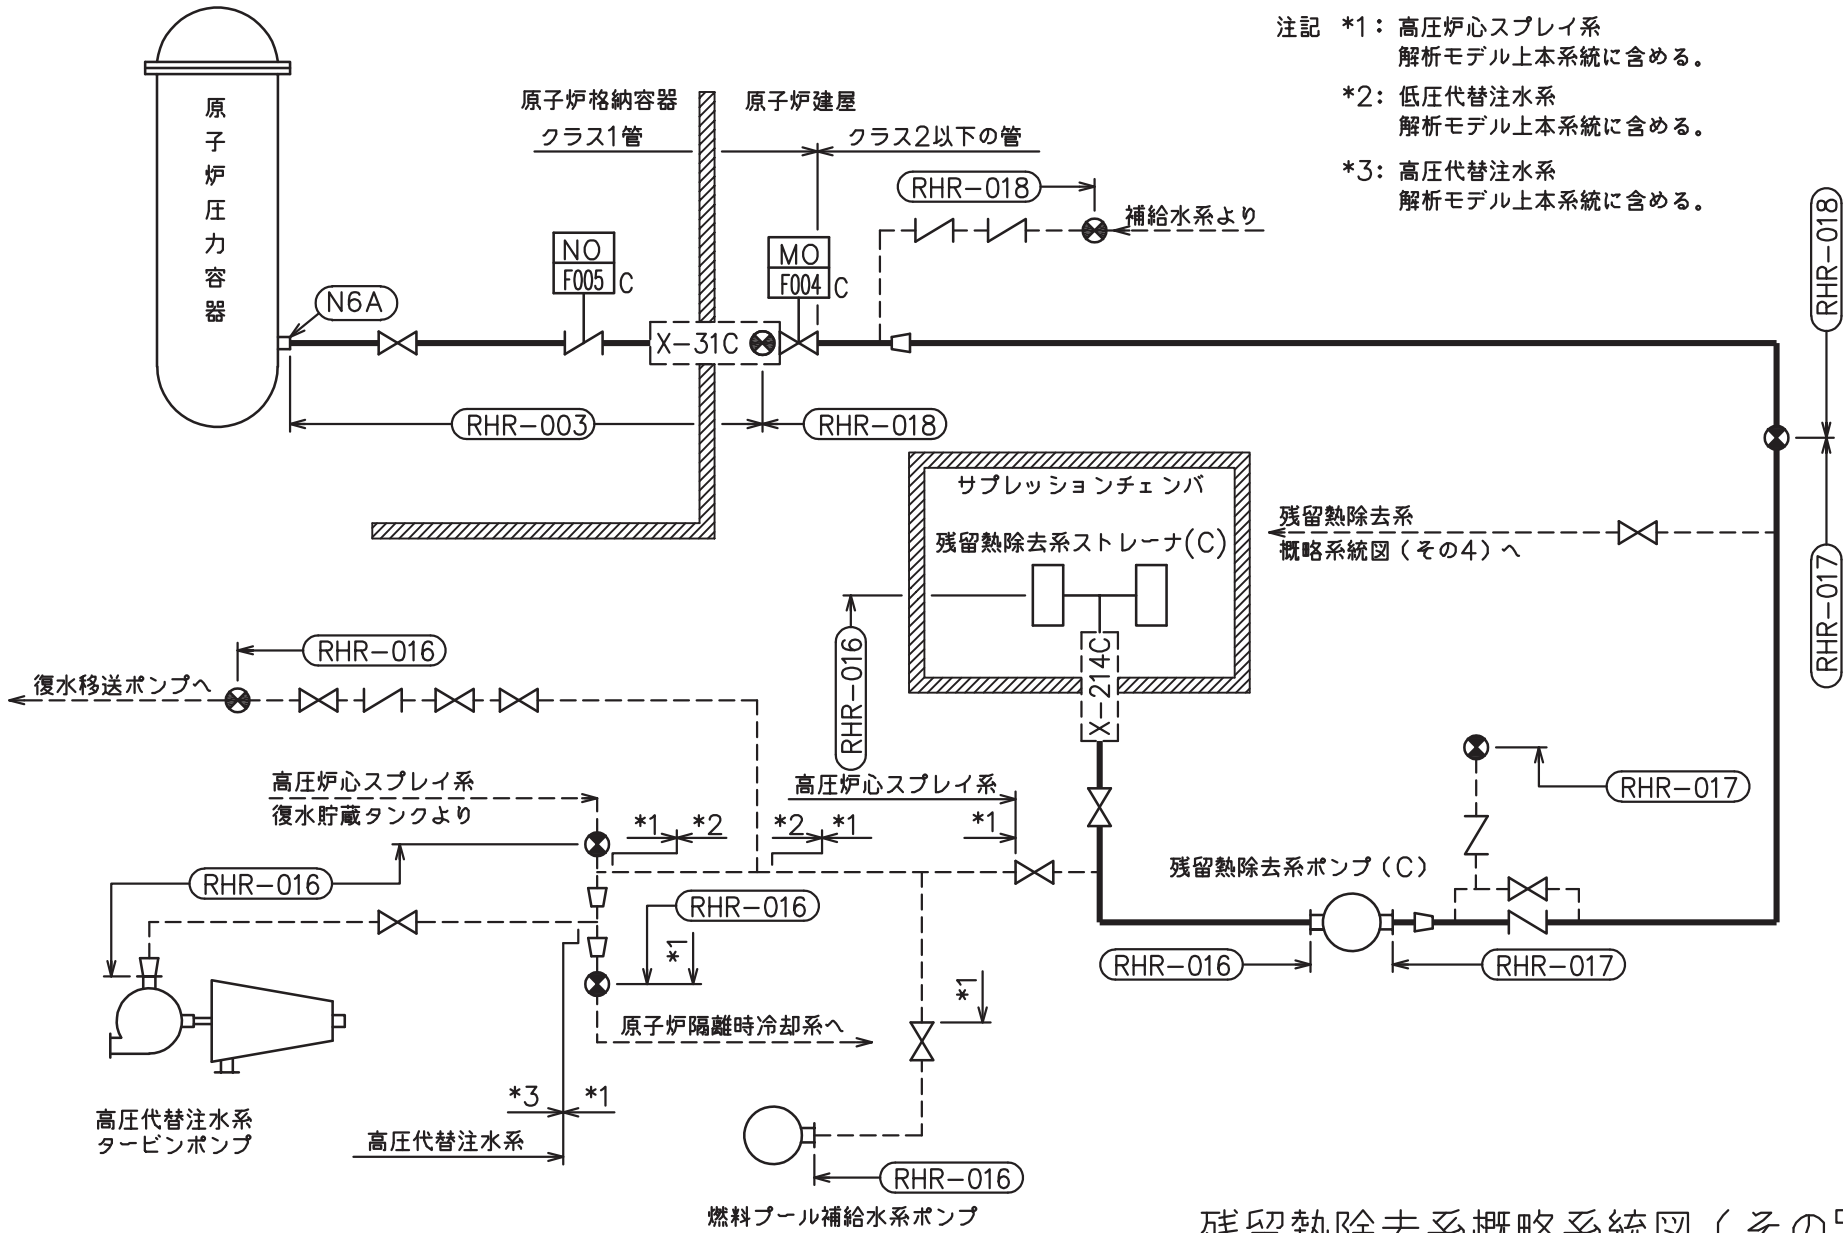 注記 *1: 高圧炉心スプレイ系
解析モデル上本系統に含める。
*2: 低圧代替注水系
解析モデル上本系統に含める。
*3: 高圧代替注水系
解析モデル上本系統に含める。
原子炉圧力容器
原子炉格納容器
原子炉建屋
クラス1管
クラス2以下の管
RHR-018
補給水系より
RHR-018
NO
F005 C
MO
F004 C
N6A
X-31C
RHR-003
RHR-018
サプレッションチェンバ
残留熱除去系ストレーナ(C)
残留熱除去系
概略系統図(その4)へ
RHR-017
RHR-016
X-214C
RHR-016
復水移送ポンプへ
高圧炉心スプレイ系
復水貯蔵タンクより
高圧炉心スプレイ系
*1 *2
*2 *1
*1
RHR-017
残留熱除去系ポンプ(C)
RHR-016
RHR-016
*1
RHR-016
RHR-017
*1
原子炉隔離時冷却系へ
*3 *1
高圧代替注水系
タービンポンプ
高圧代替注水系
RHR-016
燃料プール補給水系ポンプ
残留熱除去系概略系統図(その